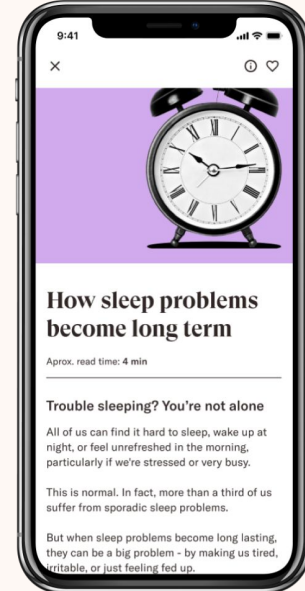 9:41
How sleep problems
become long term
Aprox. read time: 4 min
Trouble sleeping? You're not alone
All of us can find it hard to sleep, wake up at
night, or feel unrefreshed in the morning,
particularly if we're stressed or very busy.
This is normal. In fact, more than a third of us
suffer from sporadic sleep problems.
But when sleep problems become long lasting,
they can be a big problem - by making us tired,
irritable, or just feeling fed up.